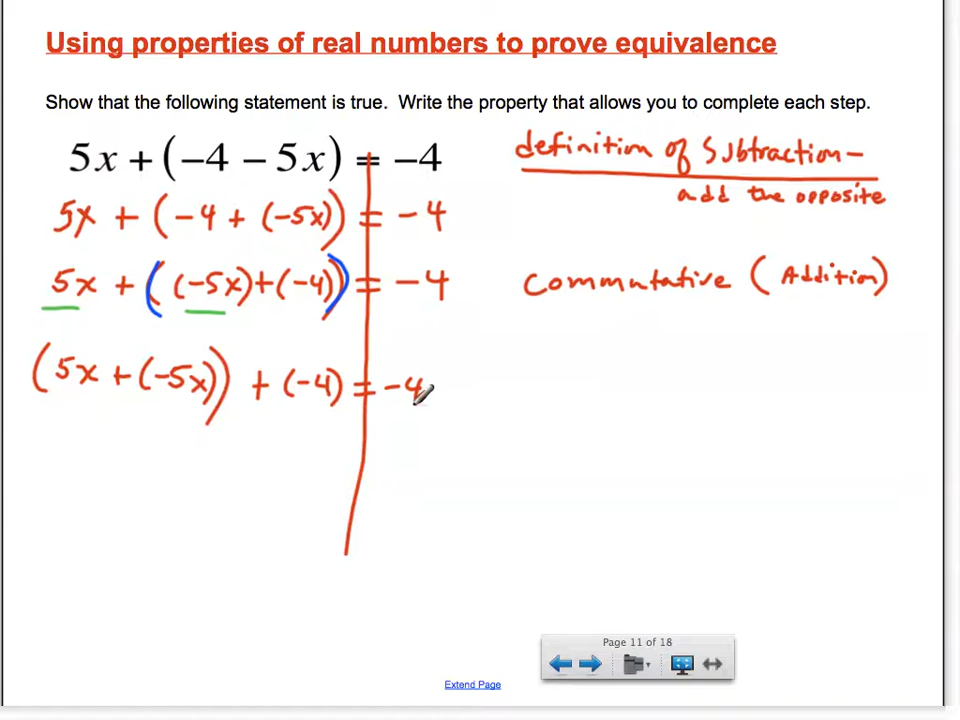 Using properties of real numbers to prove equivalence
Show that the following statement is true. Write the property that allows you to complete each step.
5x + (−4 − 5x) = −4
definition of Subtraction –
add the opposite
5x + (-4 + (-5x)) = -4
5x + ((-5x)+(-4)) = -4
Commutative (Addition)
(5x + (-5x)) + (-4) = -4
Page 11 of 18
Extend Page